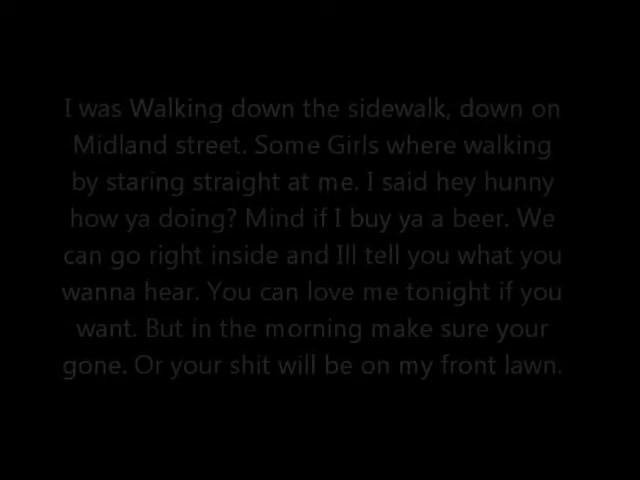 I was Walking down the sidewalk, down on
Midland street. Some Girls where walking
by staring straight at me. I said hey hunny
how ya doing? Mind if I buy ya a beer. We
can go right inside and Ill tell you what you
wanna hear. You can love me tonight if you
want. But in the morning make sure your
gone. Or your shit will be on my front lawn.